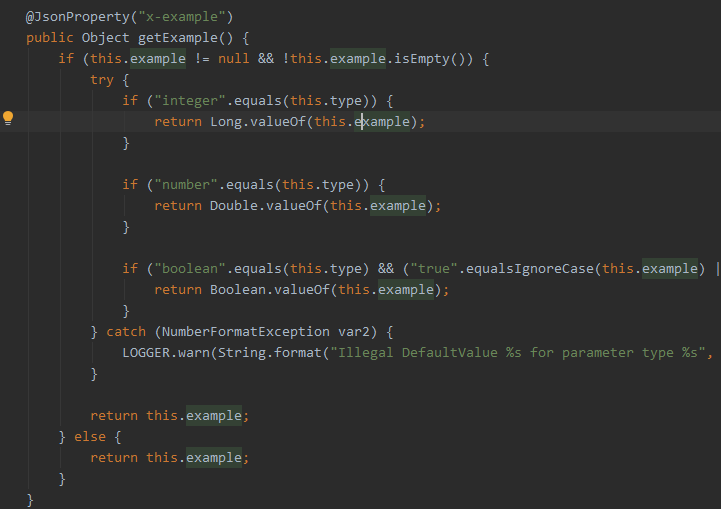 @JsonProperty("x-example")
public Object getExample() {
    if (this.example != null && !this.example.isEmpty()) {
        try {
            if ("integer".equals(this.type)) {
                return Long.valueOf(this.example);
            }

            if ("number".equals(this.type)) {
                return Double.valueOf(this.example);
            }

            if ("boolean".equals(this.type) && ("true".equalsIgnoreCase(this.example) |
                return Boolean.valueOf(this.example);
            }
        } catch (NumberFormatException var2) {
            LOGGER.warn(String.format("Illegal DefaultValue %s for parameter type %s",
        }

        return this.example;
    } else {
        return this.example;
    }
}